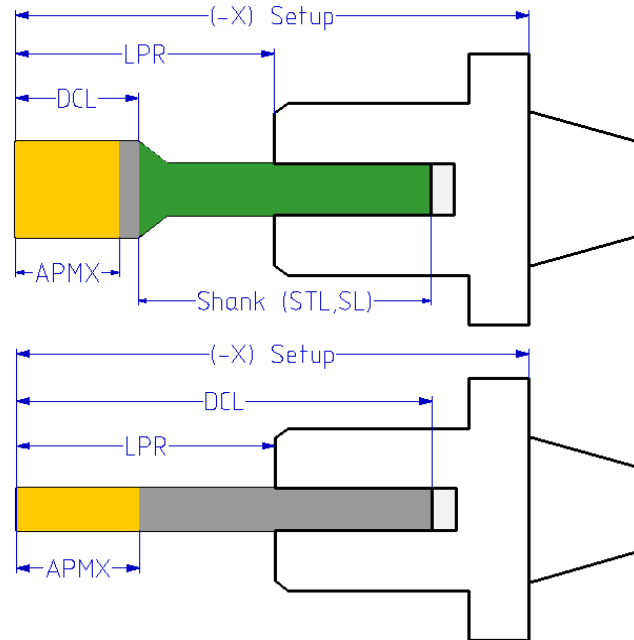 (-X) Setup
LPR
DCL
APMX
Shank (STL,SL)
(-X) Setup
DCL
LPR
APMX